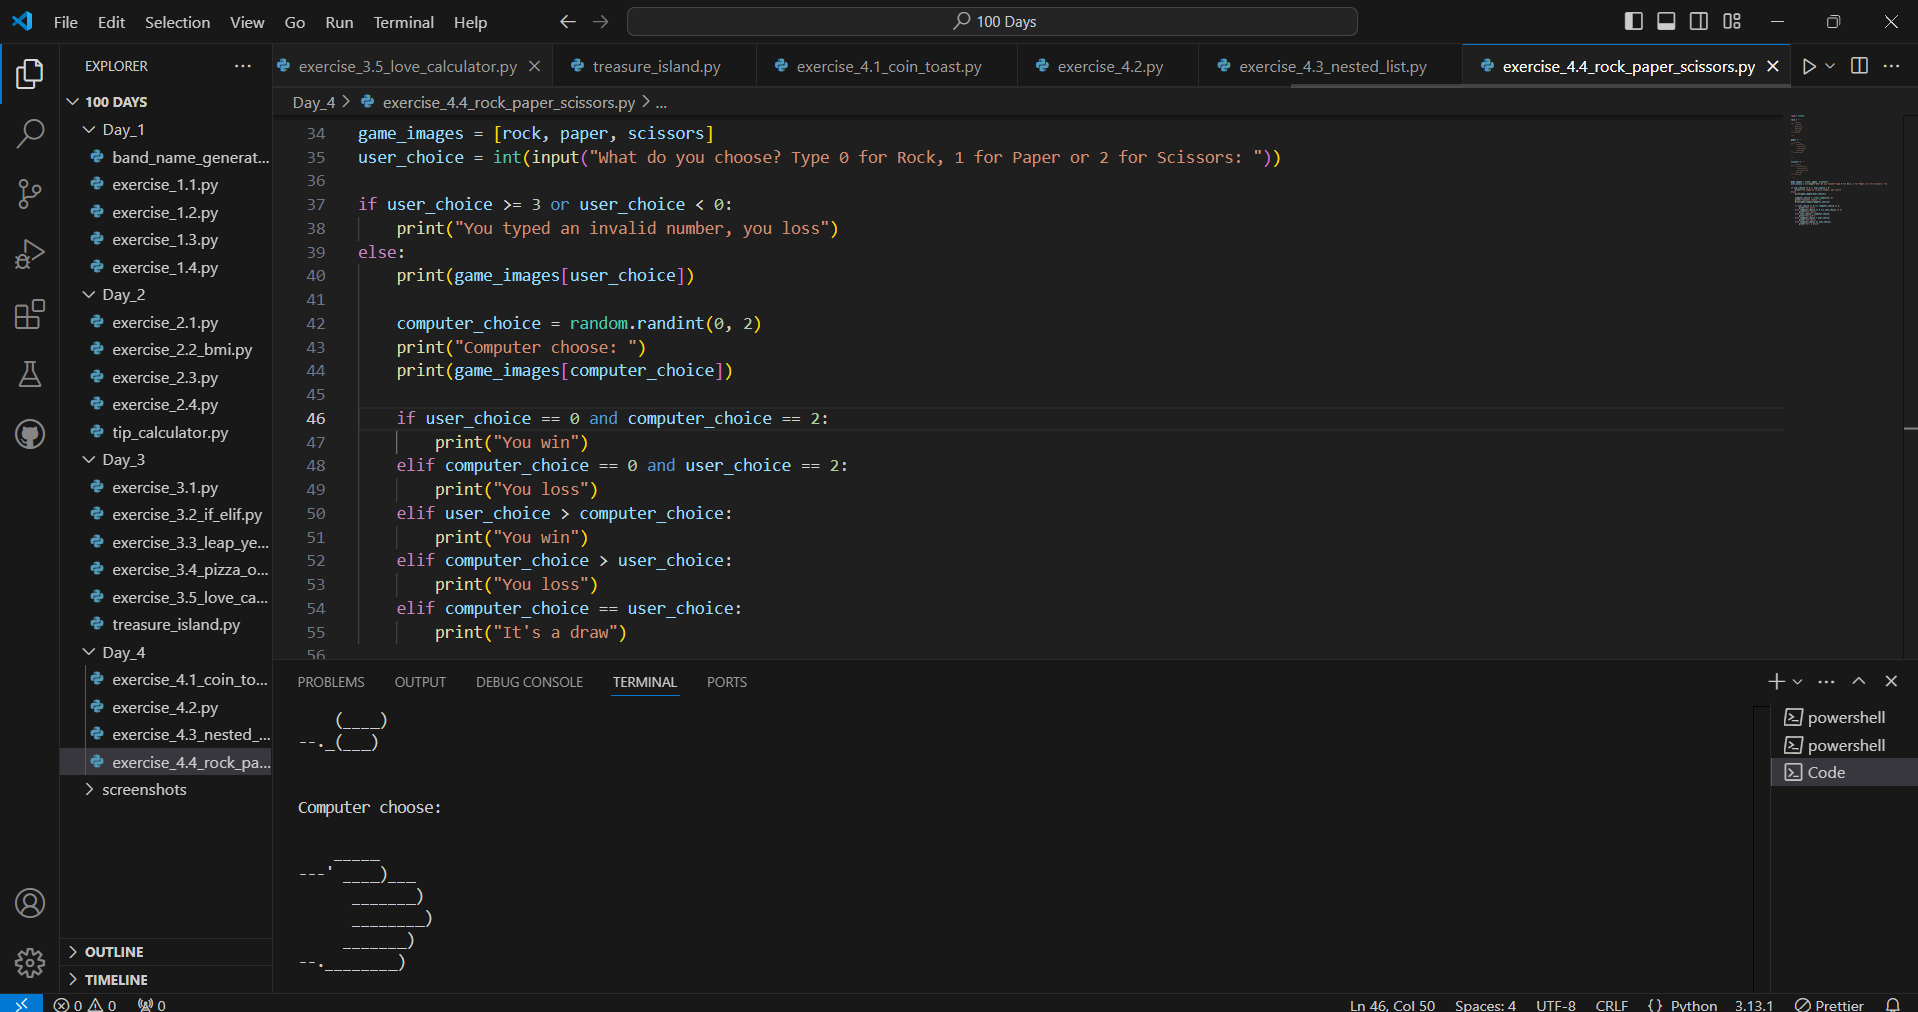 File Edit Selection View Go Run Terminal Help
100 Days
EXPLORER
100 DAYS
Day_1
band_name_generat...
exercise_1.1.py
exercise_1.2.py
exercise_1.3.py
exercise_1.4.py
Day_2
exercise_2.1.py
exercise_2.2_bmi.py
exercise_2.3.py
exercise_2.4.py
tip_calculator.py
Day_3
exercise_3.1.py
exercise_3.2_if_elif.py
exercise_3.3_leap_ye...
exercise_3.4_pizza_o...
exercise_3.5_love_ca...
treasure_island.py
Day_4
exercise_4.1_coin_to...
exercise_4.2.py
exercise_4.3_nested_...
exercise_4.4_rock_pa...
screenshots
OUTLINE
TIMELINE
exercise_3.5_love_calculator.py treasure_island.py exercise_4.1_coin_toast.py exercise_4.2.py exercise_4.3_nested_list.py exercise_4.4_rock_paper_scissors.py
Day_4 > exercise_4.4_rock_paper_scissors.py > ...
34 game_images = [rock, paper, scissors]
35 user_choice = int(input("What do you choose? Type 0 for Rock, 1 for Paper or 2 for Scissors: "))
36
37 if user_choice >= 3 or user_choice < 0:
38     print("You typed an invalid number, you loss")
39 else:
40     print(game_images[user_choice])
41
42     computer_choice = random.randint(0, 2)
43     print("Computer choose: ")
44     print(game_images[computer_choice])
45
46     if user_choice == 0 and computer_choice == 2:
47         print("You win")
48     elif computer_choice == 0 and user_choice == 2:
49         print("You loss")
50     elif user_choice > computer_choice:
51         print("You win")
52     elif computer_choice > user_choice:
53         print("You loss")
54     elif computer_choice == user_choice:
55         print("It's a draw")
56
PROBLEMS OUTPUT DEBUG CONSOLE TERMINAL PORTS
    (____)
--._(___)
Computer choose:
    _____
---' ____)___
      _______)
      ________)
     _______)
--.________)
powershell
powershell
Code
0 0 0
Ln 46, Col 50 Spaces: 4 UTF-8 CRLF {} Python 3.13.1 Prettier